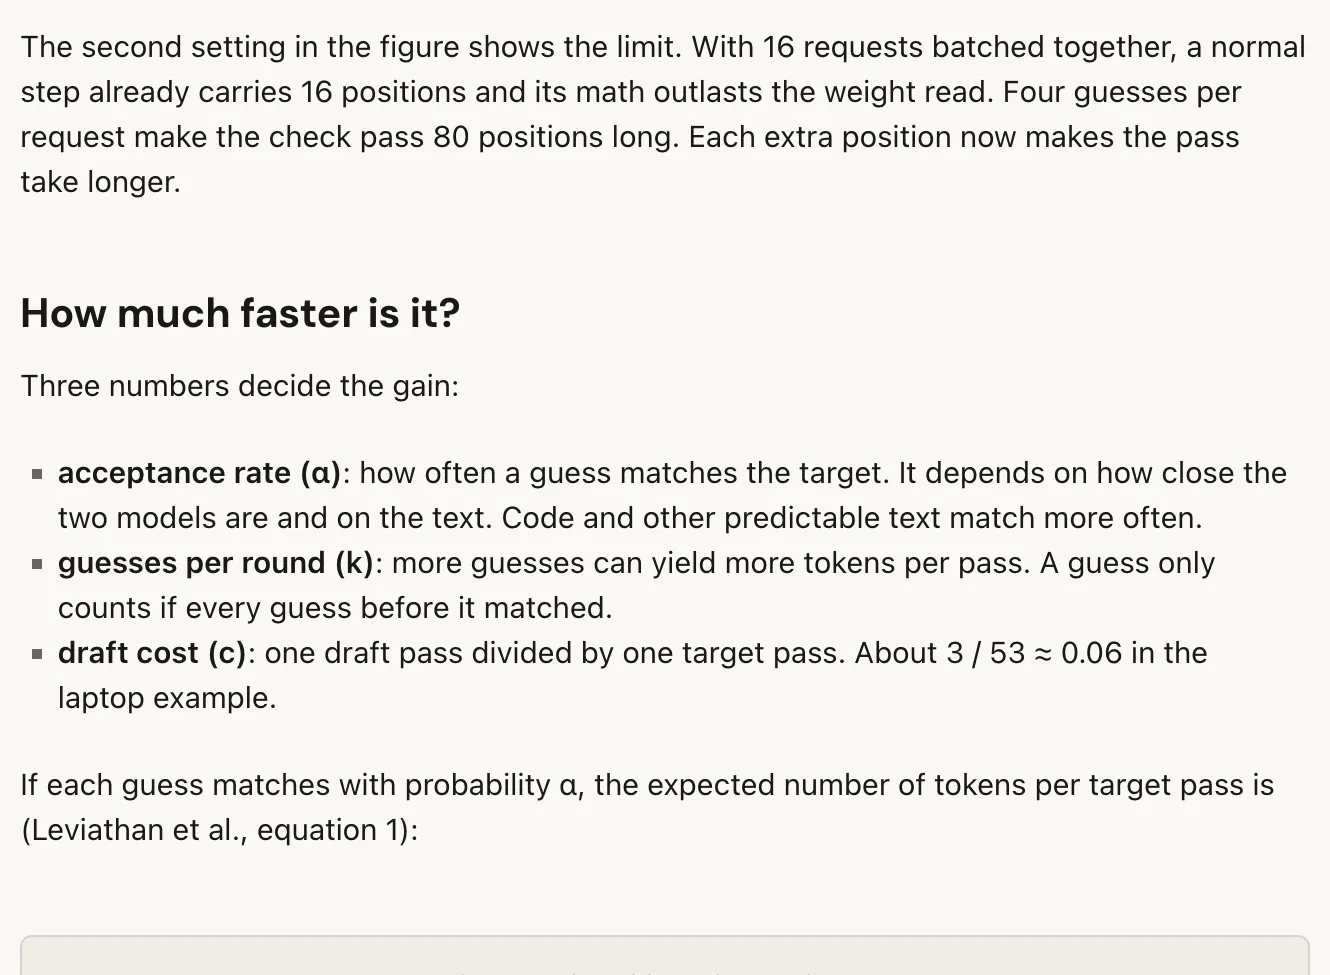 The second setting in the figure shows the limit. With 16 requests batched together, a normal
step already carries 16 positions and its math outlasts the weight read. Four guesses per
request make the check pass 80 positions long. Each extra position now makes the pass
take longer.
How much faster is it?
Three numbers decide the gain:
▪ acceptance rate (α): how often a guess matches the target. It depends on how close the
two models are and on the text. Code and other predictable text match more often.
▪ guesses per round (k): more guesses can yield more tokens per pass. A guess only
counts if every guess before it matched.
▪ draft cost (c): one draft pass divided by one target pass. About 3 / 53 ≈ 0.06 in the
laptop example.
If each guess matches with probability α, the expected number of tokens per target pass is
(Leviathan et al., equation 1):